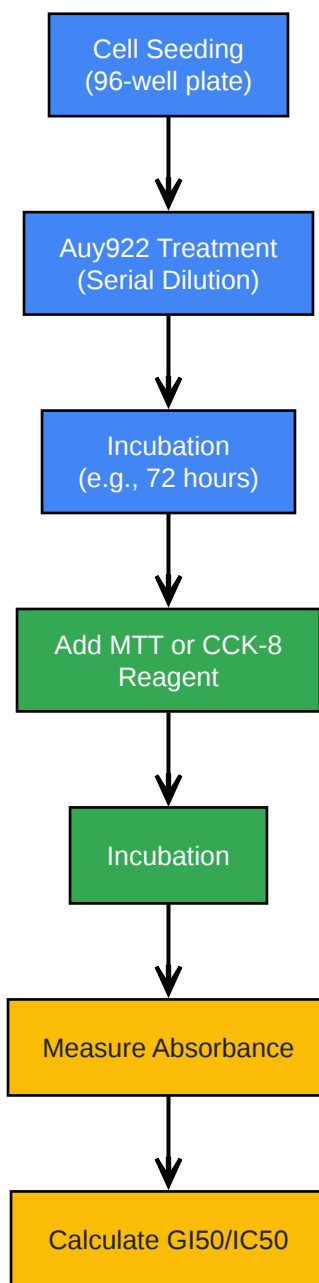 Cell Seeding
(96-well plate)
Auy922 Treatment
(Serial Dilution)
Incubation
(e.g., 72 hours)
Add MTT or CCK-8
Reagent
Incubation
Measure Absorbance
Calculate GI50/IC50